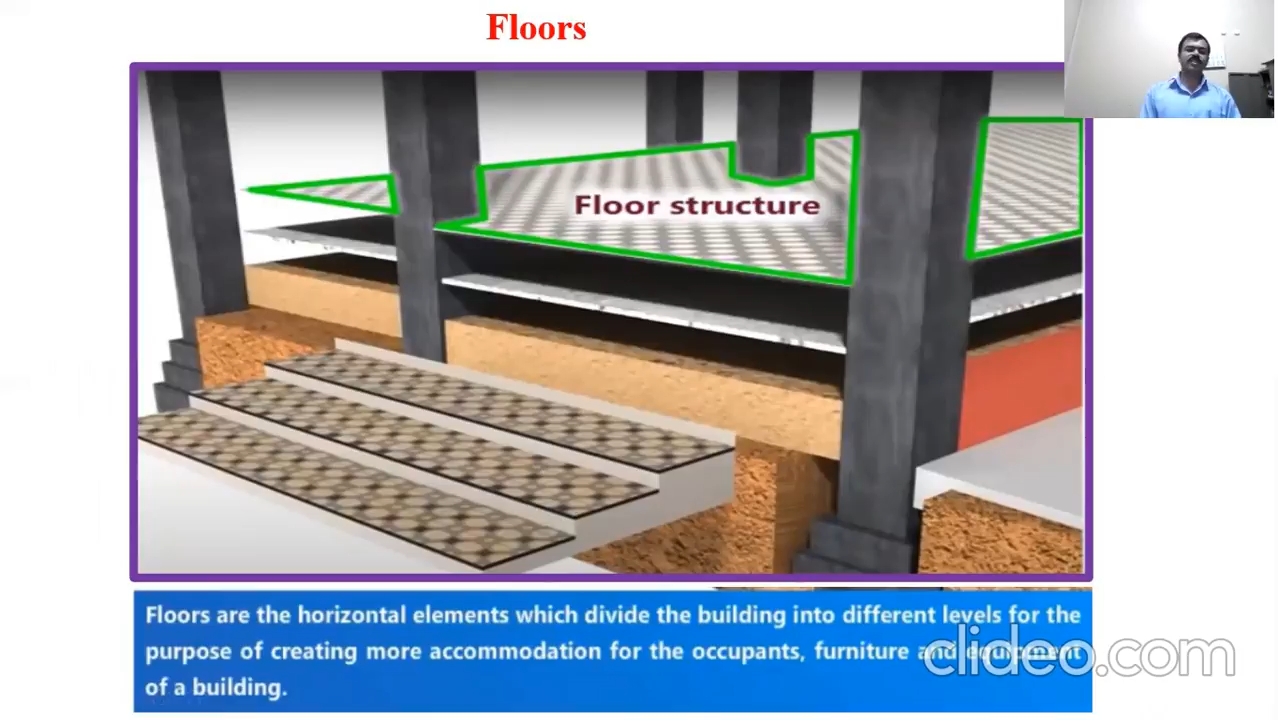 Floors
Floor structure
Floors are the horizontal elements which divide the building into different levels for the
purpose of creating more accommodation for the occupants, furniture and equipment
of a building.
clideo.com